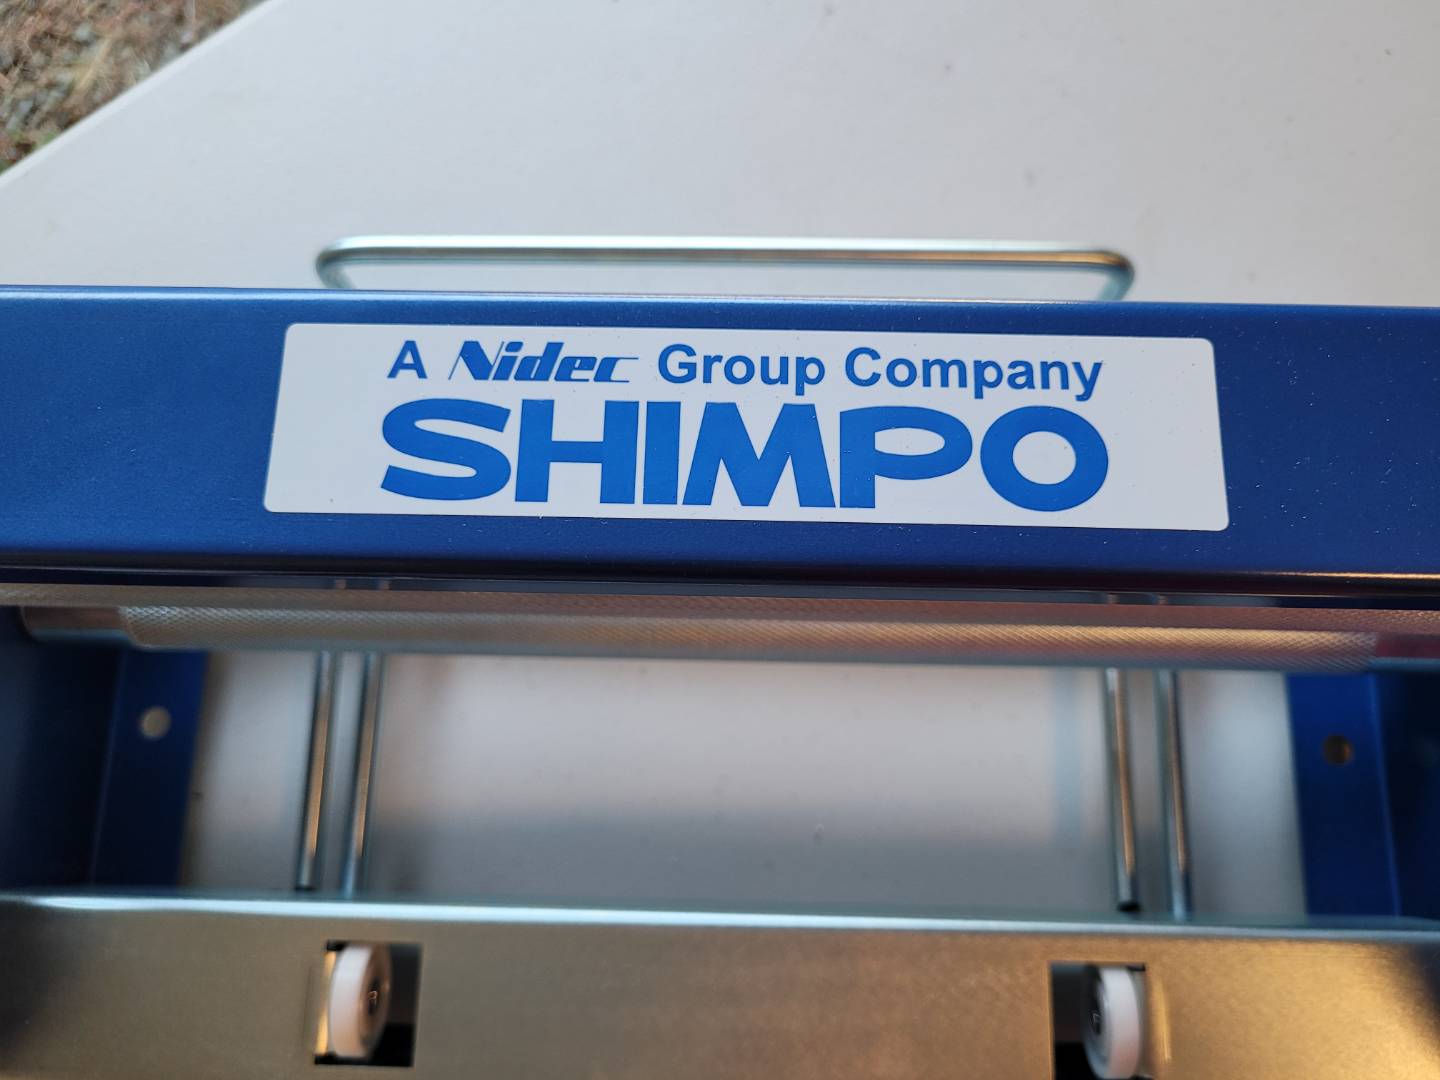 A Nidec Group Company
SHIMPO